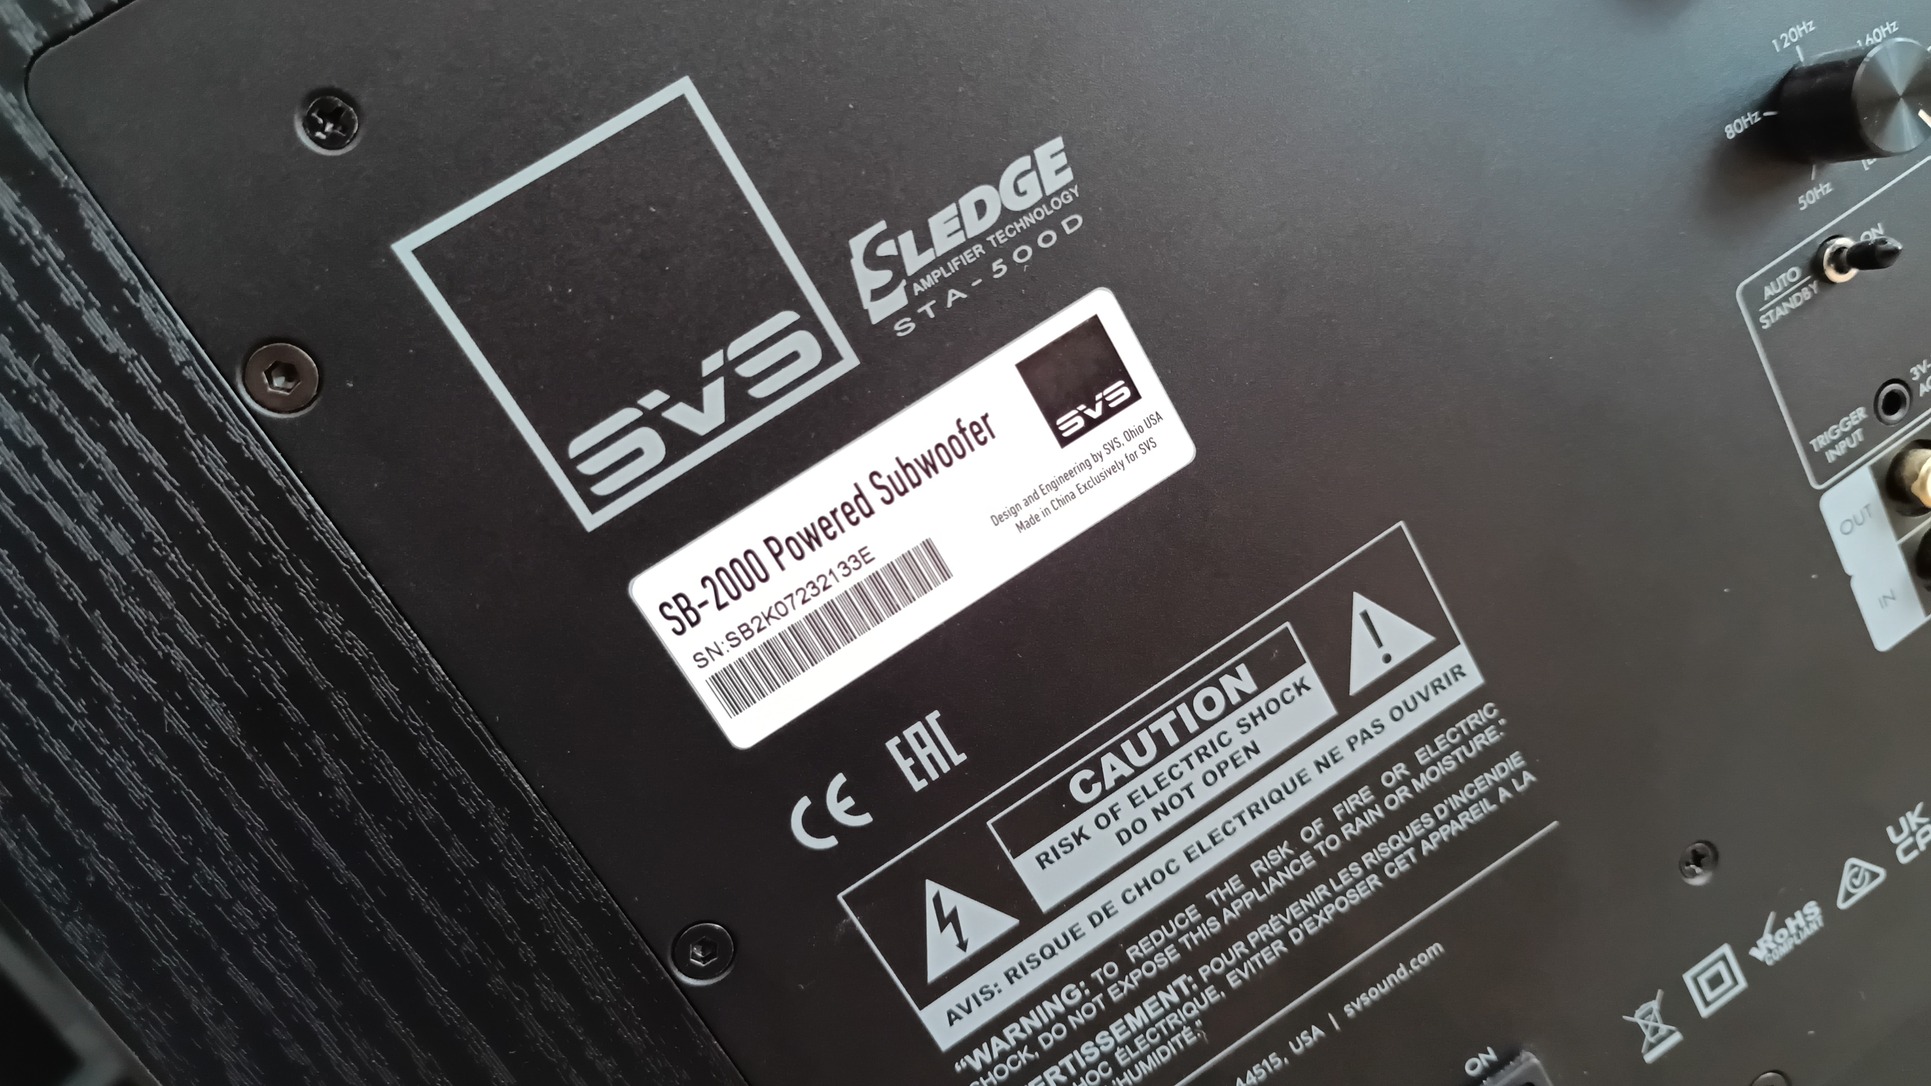 SVS
SLEDGE
AMPLIFIER TECHNOLOGY
STA-500D
SB-2000 Powered Subwoofer
SN:SB2K07232133E
SVS
Design and Engineering by SVS, Ohio USA
Made in China Exclusively for SVS
CE EAC
CAUTION
RISK OF ELECTRIC SHOCK
DO NOT OPEN
AVIS: RISQUE DE CHOC ELECTRIQUE NE PAS OUVRIR
"WARNING: TO REDUCE THE RISK OF FIRE OR ELECTRIC
SHOCK, DO NOT EXPOSE THIS APPLIANCE TO RAIN OR MOISTURE."
ERTISSEMENT: POUR PRÉVENIR LES RISQUES D'INCENDIE
HOC ÉLECTRIQUE, EVITER D'EXPOSER CET APPAREIL A LA
HUMIDITÉ."
44515, USA | svsound.com
ON
120Hz
160Hz
80Hz
50Hz
ON
AUTO
STANDBY
3V-
TRIGGER
INPUT
OUT
IN
UK
CA
RoHS
COMPLIANT